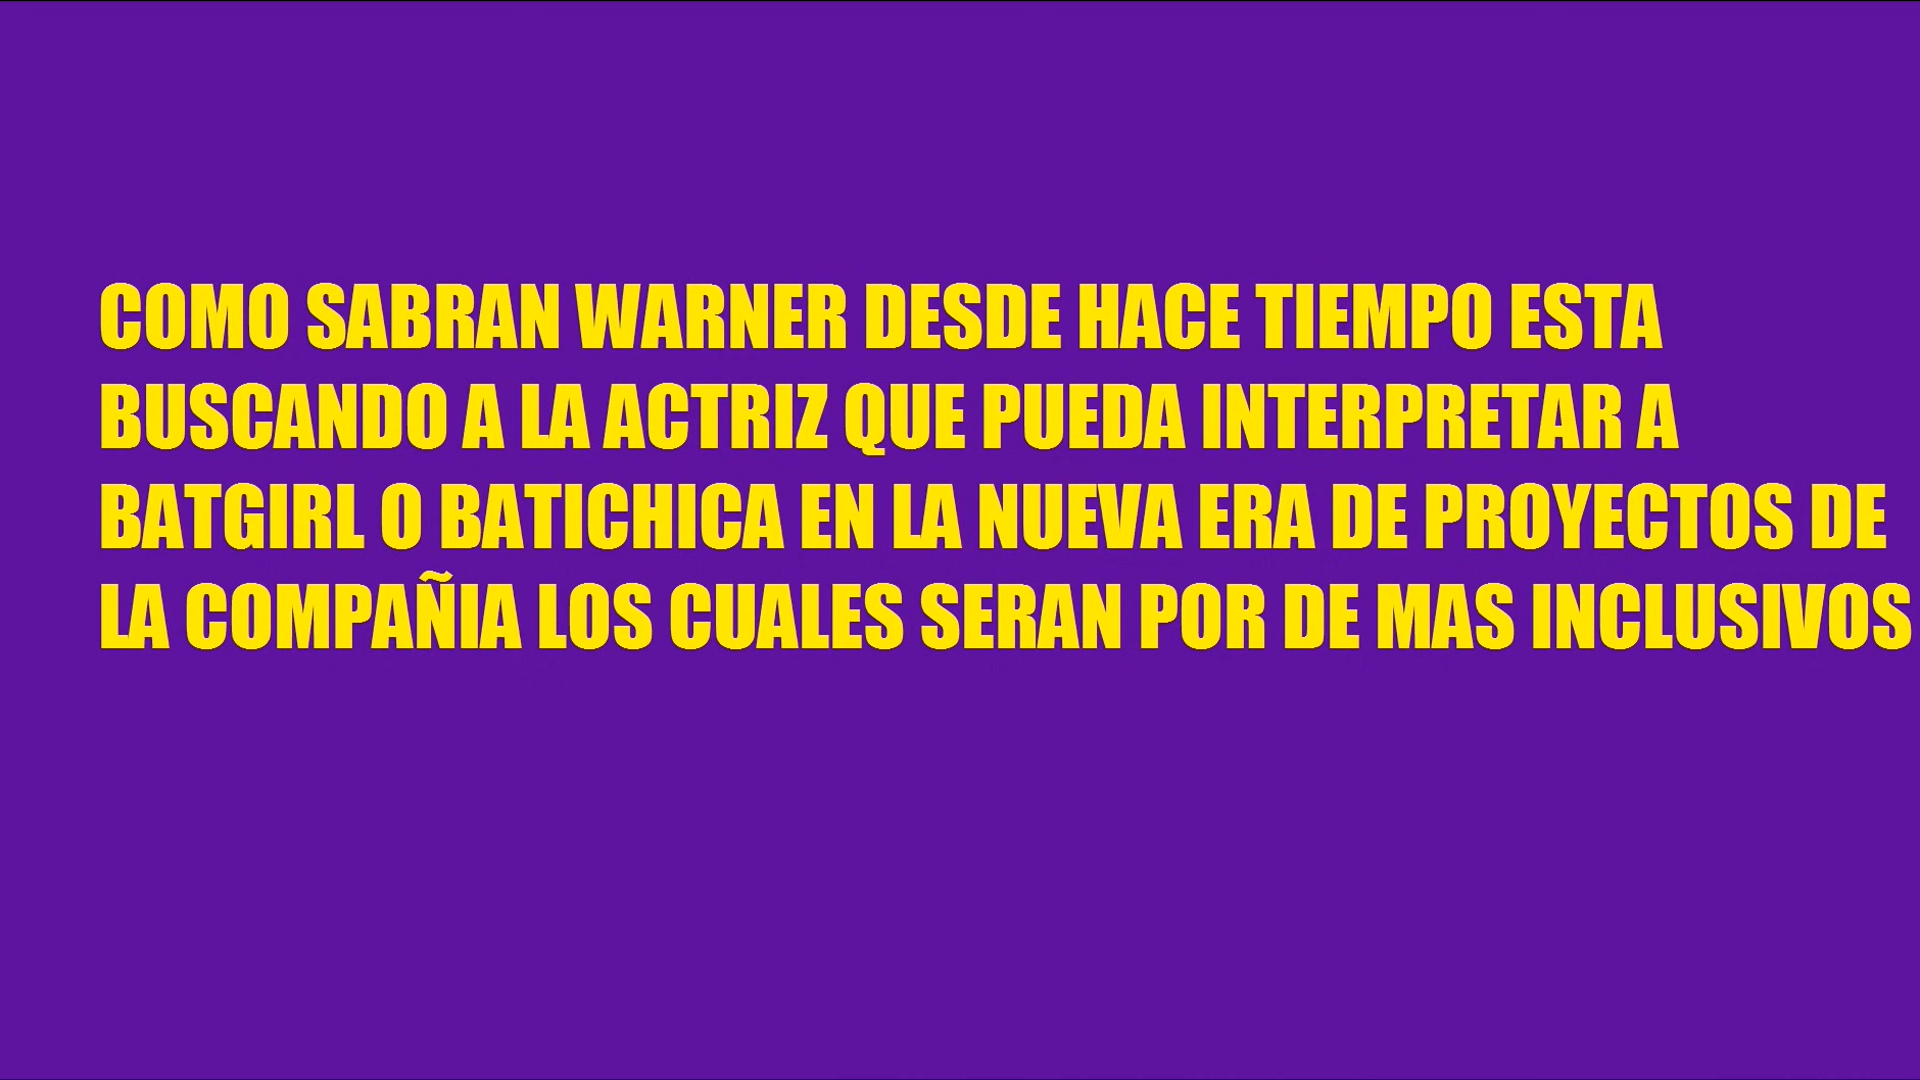 COMO SABRAN WARNER DESDE HACE TIEMPO ESTA
BUSCANDO A LA ACTRIZ QUE PUEDA INTERPRETAR A
BATGIRL O BATICHICA EN LA NUEVA ERA DE PROYECTOS DE
LA COMPAÑIA LOS CUALES SERAN POR DE MAS INCLUSIVOS